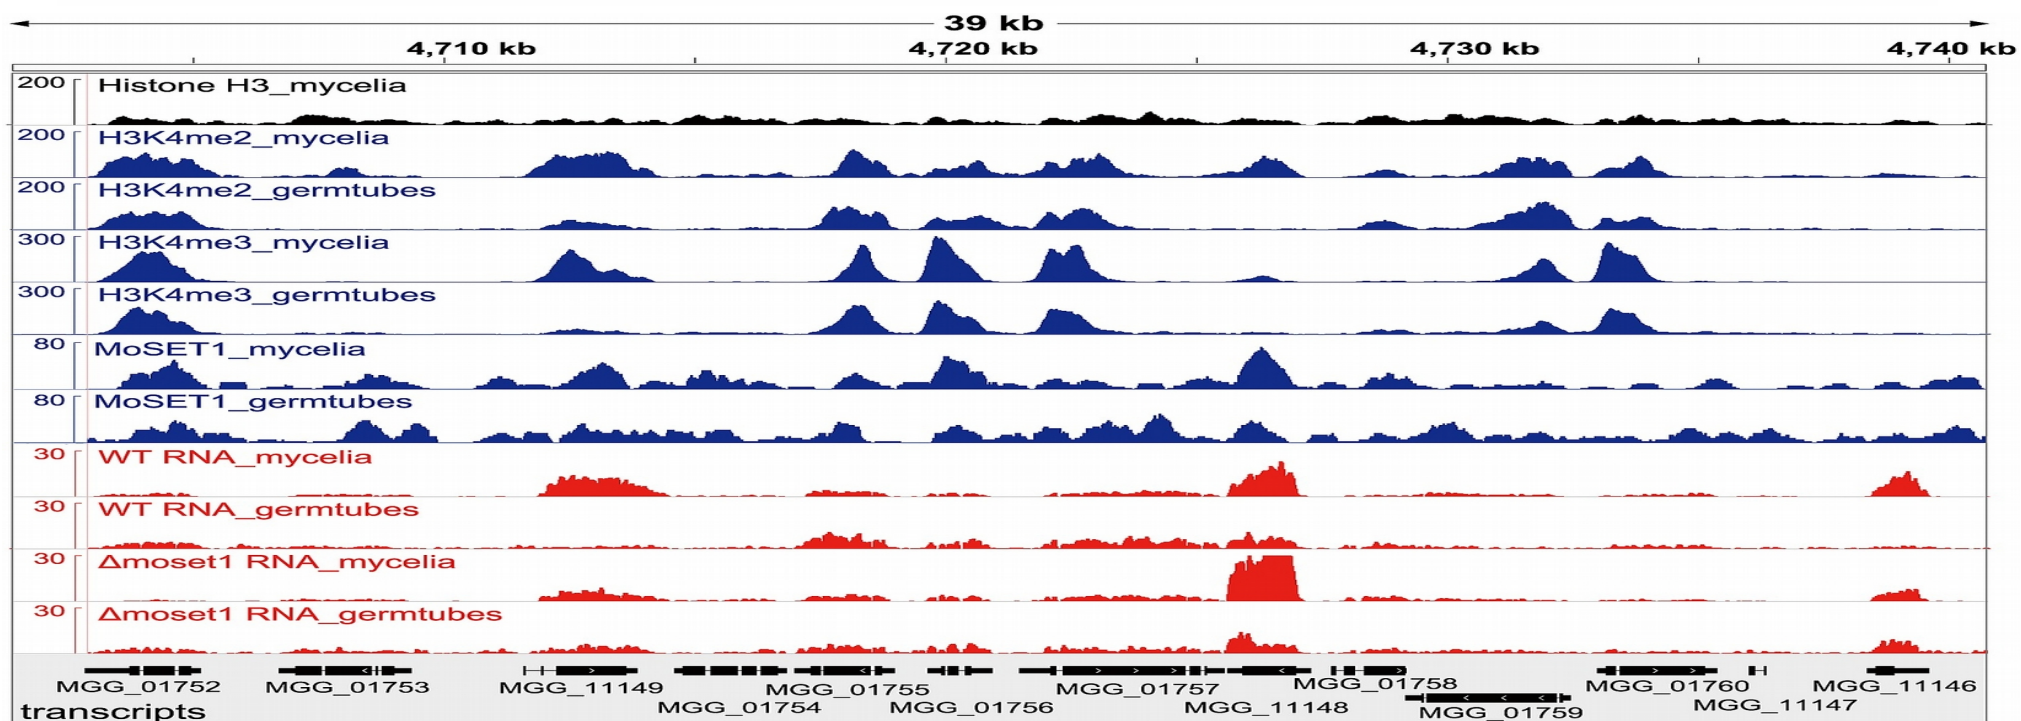 39 kb
4,710 kb 4,720 kb 4,730 kb 4,740 kb
200 Histone H3_mycelia
200 H3K4me2_mycelia
200 H3K4me2_germtubes
300 H3K4me3_mycelia
300 H3K4me3_germtubes
80 MoSET1_mycelia
80 MoSET1_germtubes
30 WT RNA_mycelia
30 WT RNA_germtubes
30 Δmoset1 RNA_mycelia
30 Δmoset1 RNA_germtubes
MGG_01752 MGG_01753 MGG_11149 MGG_01755 MGG_01757 MGG_01758 MGG_01760 MGG_11146
transcripts MGG_01754 MGG_01756 MGG_11148 MGG_01759 MGG_11147